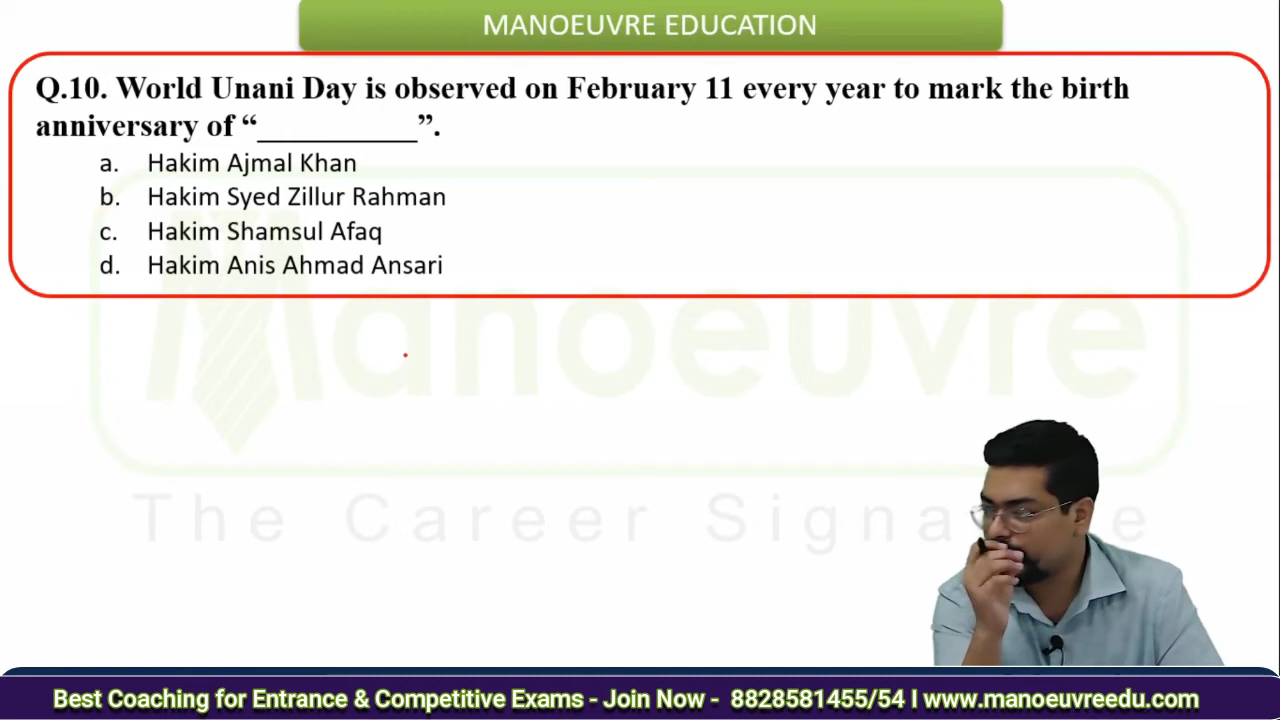 MANOEUVRE EDUCATION
Q.10. World Unani Day is observed on February 11 every year to mark the birth
anniversary of “__________”.
a. Hakim Ajmal Khan
b. Hakim Syed Zillur Rahman
c. Hakim Shamsul Afaq
d. Hakim Anis Ahmad Ansari
Manoeuvre
The Career Signature
Best Coaching for Entrance & Competitive Exams - Join Now - 8828581455/54 I www.manoeuvreedu.com